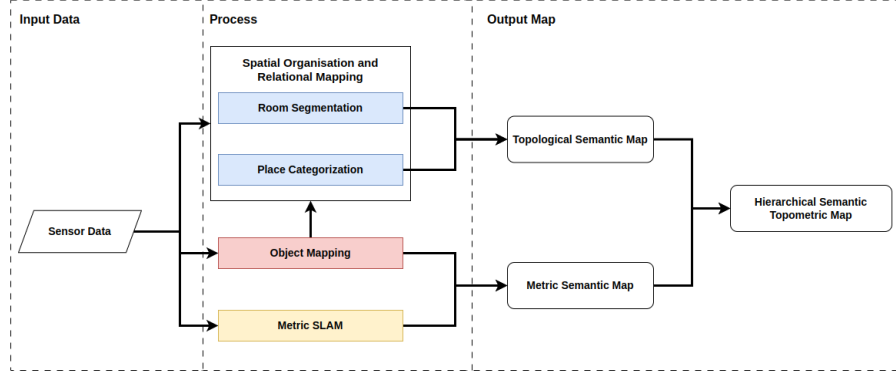 Input Data
Process
Output Map
Spatial Organisation and
Relational Mapping
Room Segmentation
Place Categorization
Topological Semantic Map
Hierarchical Semantic
Topometric Map
Sensor Data
Object Mapping
Metric Semantic Map
Metric SLAM